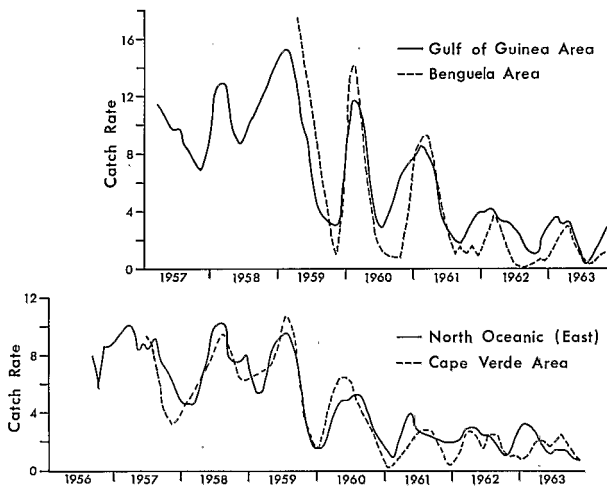 16
12
8
4
0
Catch Rate
Gulf of Guinea Area
Benguela Area
1957 1958 1959 1960 1961 1962 1963
12
8
4
0
Catch Rate
North Oceanic (East)
Cape Verde Area
1956 1957 1958 1959 1960 1961 1962 1963